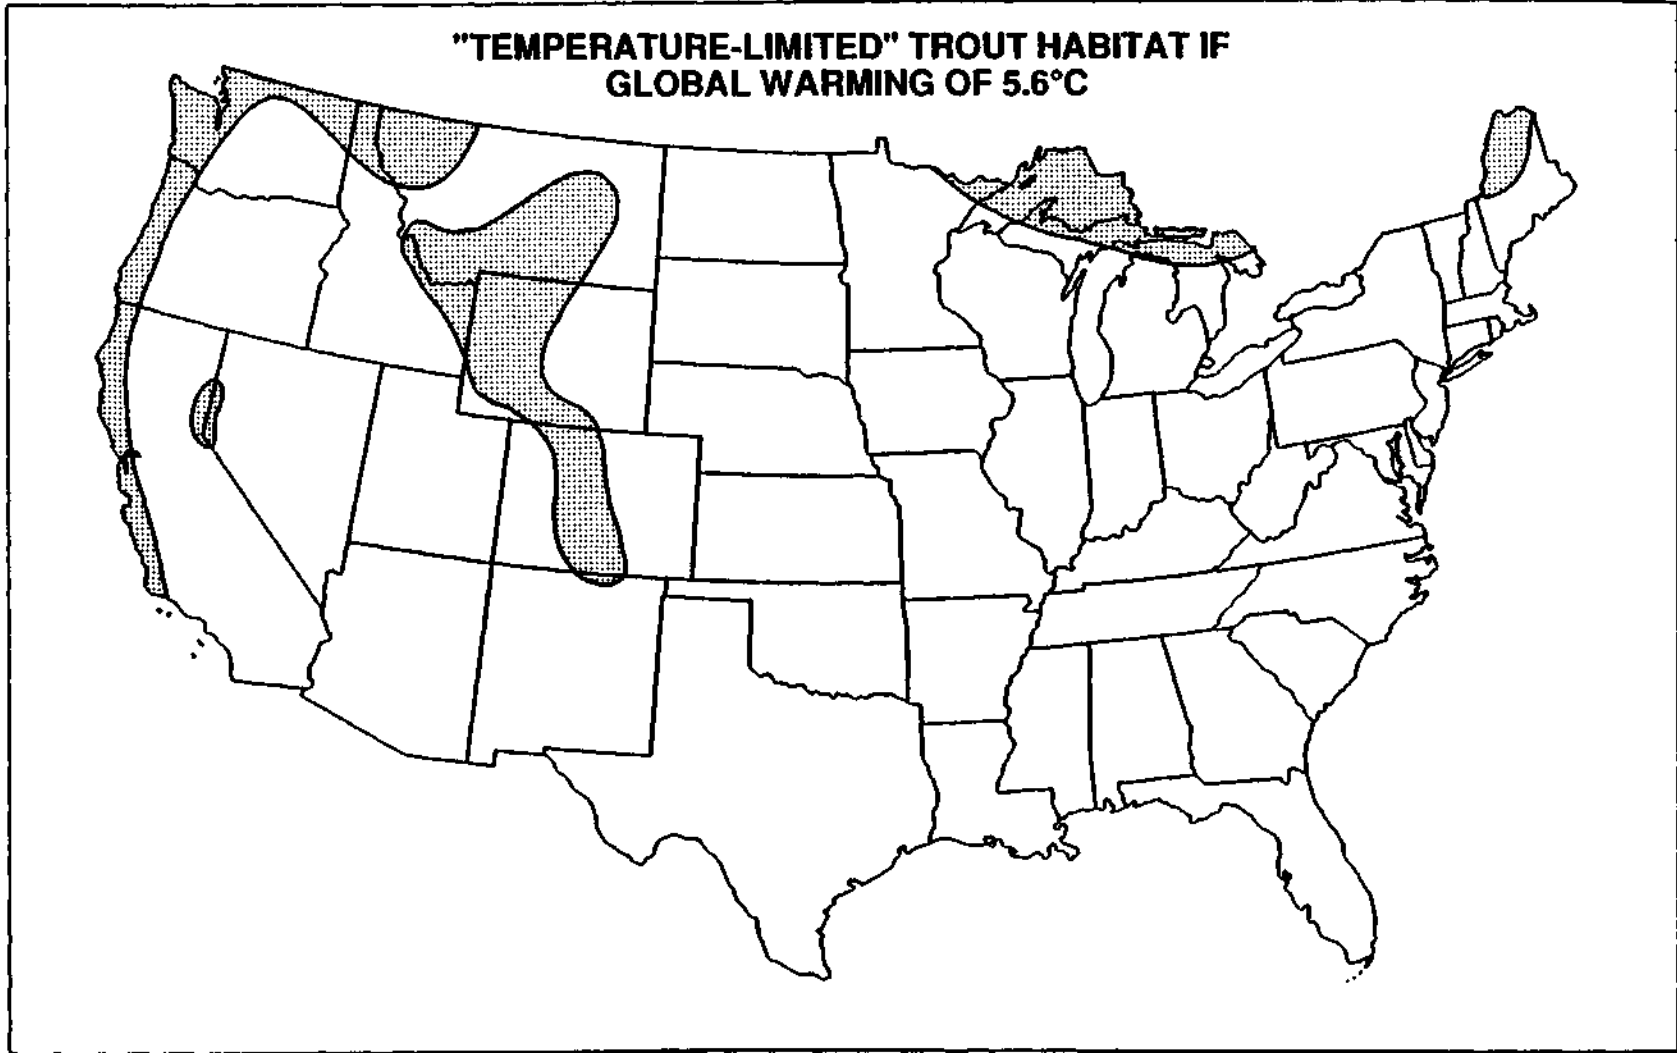 "TEMPERATURE-LIMITED" TROUT HABITAT IF
GLOBAL WARMING OF 5.6°C